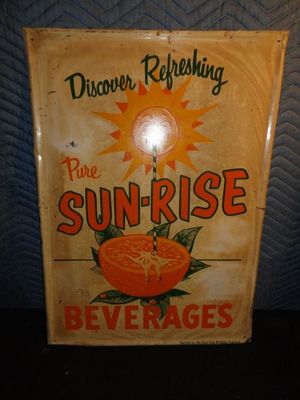 Discover Refreshing
Pure
SUN-RISE
BEVERAGES